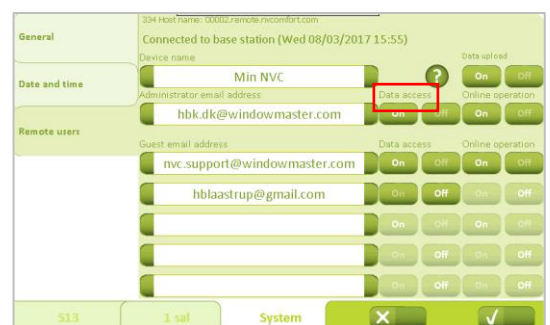 334 Host name: 00002.remote.nvcomfort.com
General
Connected to base station (Wed 08/03/2017 15:55)
Device name
Data upload
Min NVC
?
On Off
Date and time
Administrator email address
Data access
Online operation
hbk.dk@windowmaster.com
On Off
On Off
Remote users
Guest email address
Data access
Online operation
nvc.support@windowmaster.com
On Off
On Off
hblaastrup@gmail.com
On Off
On Off
On Off
On Off
On Off
On Off
On Off
On Off
S13
1 sal
System